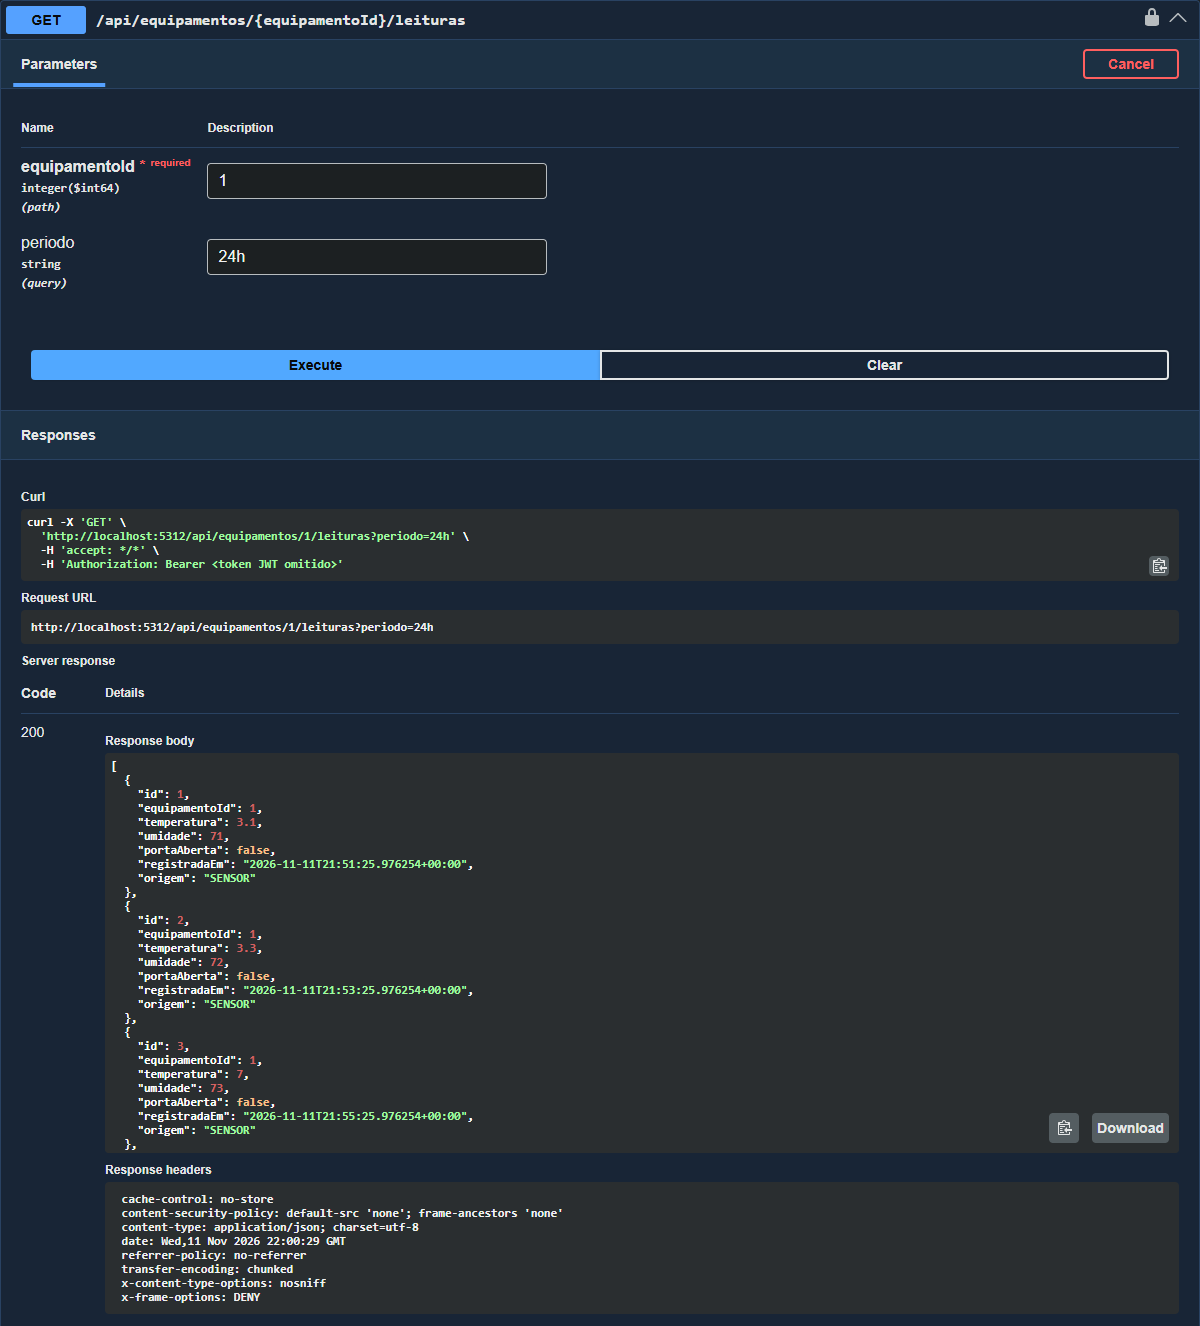 GET /api/equipamentos/{equipamentoId}/leituras
Parameters
Cancel
Name Description
equipamentoId * required
integer($int64)
(path)
1
periodo
string
(query)
24h
Execute Clear
Responses
Curl
curl -X 'GET' \
  'http://localhost:5312/api/equipamentos/1/leituras?periodo=24h' \
  -H 'accept: */*' \
  -H 'Authorization: Bearer <token JWT omitido>'
Request URL
http://localhost:5312/api/equipamentos/1/leituras?periodo=24h
Server response
Code Details
200
Response body
[
  {
    "id": 1,
    "equipamentoId": 1,
    "temperatura": 3.1,
    "umidade": 71,
    "portaAberta": false,
    "registradaEm": "2026-11-11T21:51:25.976254+00:00",
    "origem": "SENSOR"
  },
  {
    "id": 2,
    "equipamentoId": 1,
    "temperatura": 3.3,
    "umidade": 72,
    "portaAberta": false,
    "registradaEm": "2026-11-11T21:53:25.976254+00:00",
    "origem": "SENSOR"
  },
  {
    "id": 3,
    "equipamentoId": 1,
    "temperatura": 7,
    "umidade": 73,
    "portaAberta": false,
    "registradaEm": "2026-11-11T21:55:25.976254+00:00",
    "origem": "SENSOR"
  },
Download
Response headers
cache-control: no-store
content-security-policy: default-src 'none'; frame-ancestors 'none'
content-type: application/json; charset=utf-8
date: Wed,11 Nov 2026 22:00:29 GMT
referrer-policy: no-referrer
transfer-encoding: chunked
x-content-type-options: nosniff
x-frame-options: DENY